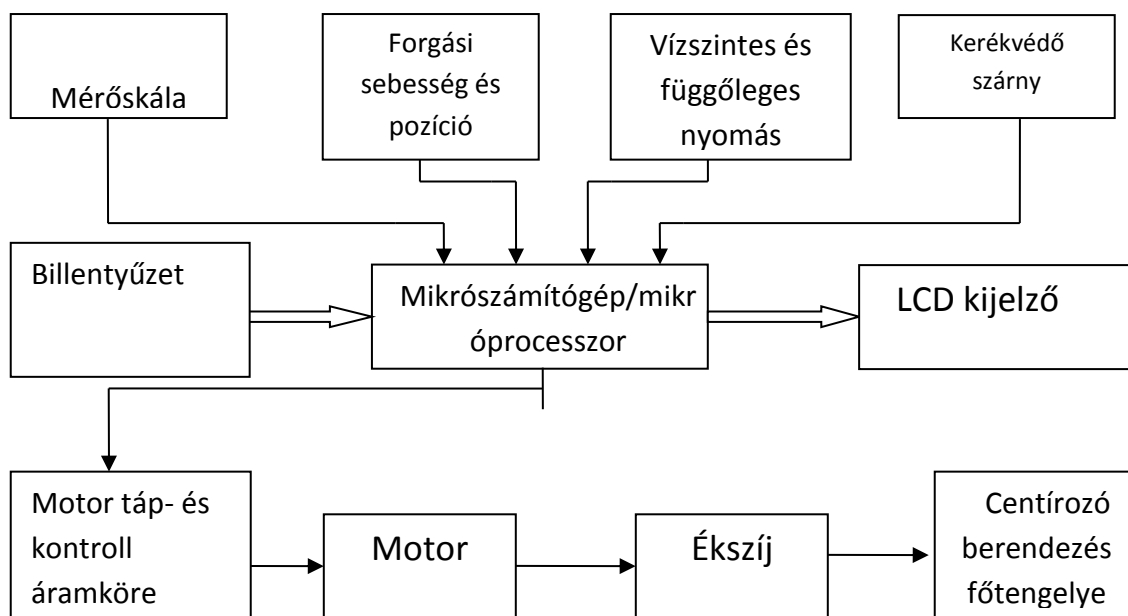 Mérőskála
Forgási
sebesség és
pozíció
Vízszintes és
függőleges
nyomás
Kerékvédő
szárny
Billentyűzet
Mikrószámítógép/mikr
óprocesszor
LCD kijelző
Motor táp- és
kontroll
áramköre
Motor
Ékszíj
Centírozó
berendezés
főtengelye